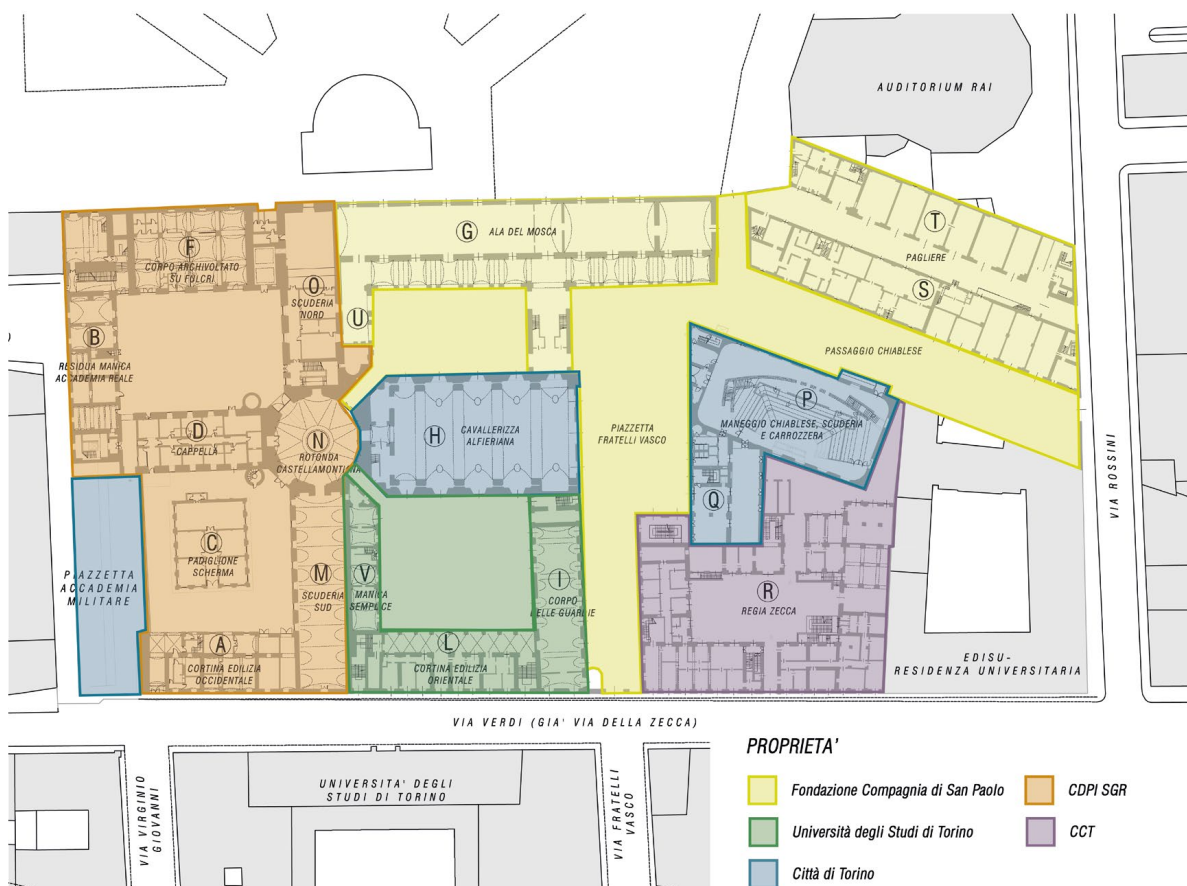 AUDITORIUM RAI
T
PAGLIERE
S
G
ALA DEL MOSCA
F
CORPO ARCHIVOLTATO
SU FULCRI
O
SCUDERIA
NORD
U
B
RESIDUA MANICA
ACCADEMIA REALE
PASSAGGIO CHIABLESE
P
MANEGGIO CHIABLESE, SCUDERIA
E CARROZZERA
D
CAPPELLA
N
ROTONDA
CASTELLAMONTIANA
H
CAVALLERIZZA
ALFIERIANA
PIAZZETTA
FRATELLI VASCO
Q
VIA ROSSINI
C
PADIGLIONE
SCHERMA
PIAZZETTA
ACCADEMIA
MILITARE
M
SCUDERIA
SUD
V
MANICA
SEMPLICE
I
CORPO
DELLE GUARDIE
R
REGIA ZECCA
A
CORTINA EDILIZIA
OCCIDENTALE
L
CORTINA EDILIZIA
ORIENTALE
EDISU-
RESIDENZA UNIVERSITARIA
VIA VERDI (GIA' VIA DELLA ZECCA)
VIA VIRGINIO
GIOVANNI
UNIVERSITA' DEGLI
STUDI DI TORINO
VIA FRATELLI
VASCO
PROPRIETA'
Fondazione Compagnia di San Paolo
CDPI SGR
Università degli Studi di Torino
CCT
Città di Torino